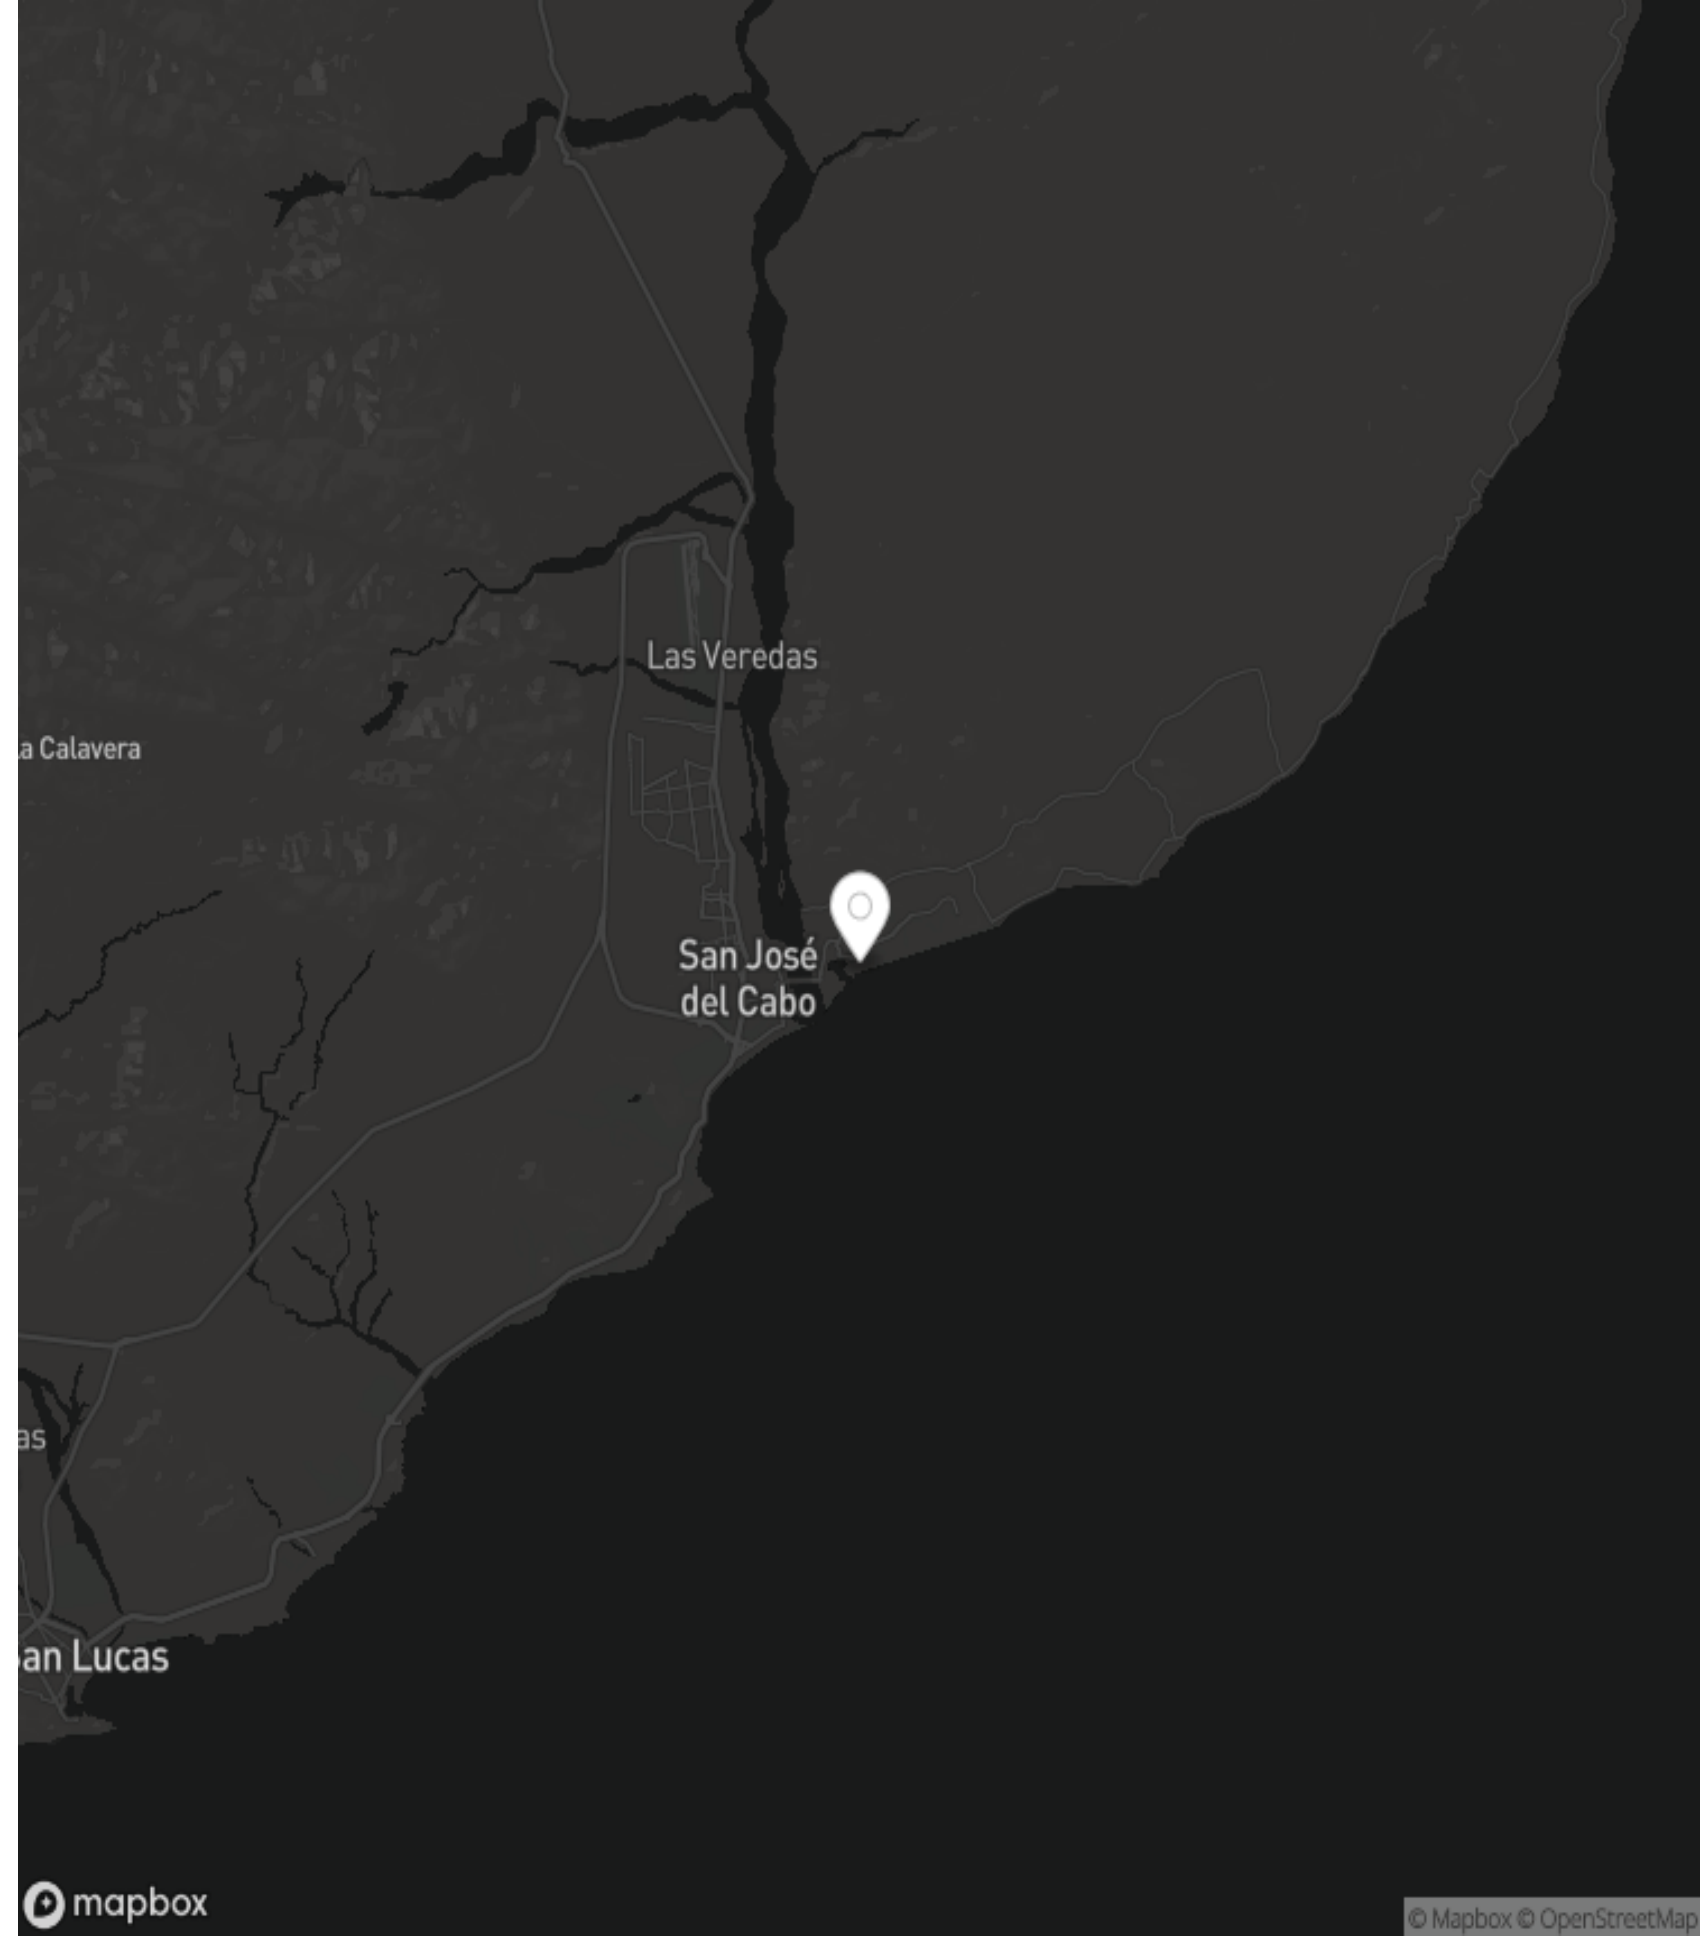 Las Veredas
a Calavera
San José
del Cabo
as
an Lucas
mapbox
© Mapbox © OpenStreetMap